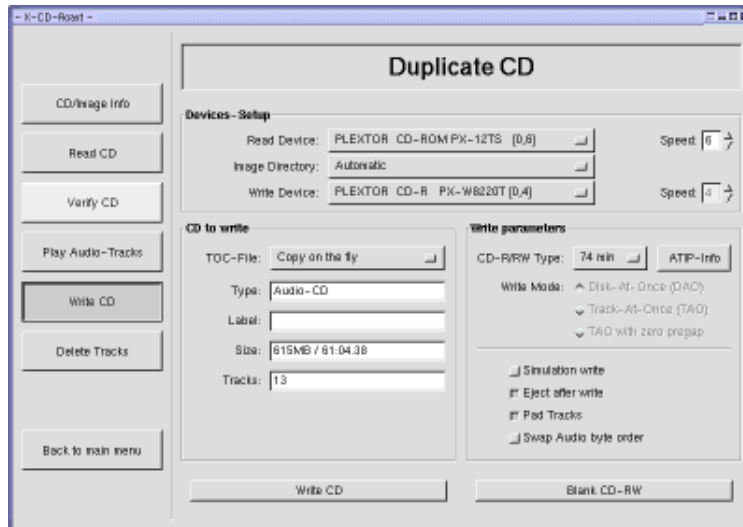 - X-CD-Roast -
Duplicate CD
CD/Image Info
Read CD
Verify CD
Play Audio-Tracks
Write CD
Delete Tracks
Back to main menu
Devices-Setup
Read Device: PLEXTOR CD-ROM PX-12TS [0,6] Speed: 6
Image Directory: Automatic
Write Device: PLEXTOR CD-R PX-W8220T [0,4] Speed: 4
CD to write
TOC-File: Copy on the fly
Type: Audio-CD
Label:
Size: 615MB / 61:04.38
Tracks: 13
Write parameters
CD-R/RW Type: 74 min ATIP-Info
Write Mode: Disk-At-Once (DAO)
Track-At-Once (TAO)
TAO with zero pregap
Simulation write
Eject after write
Pad Tracks
Swap Audio byte order
Write CD
Blank CD-RW